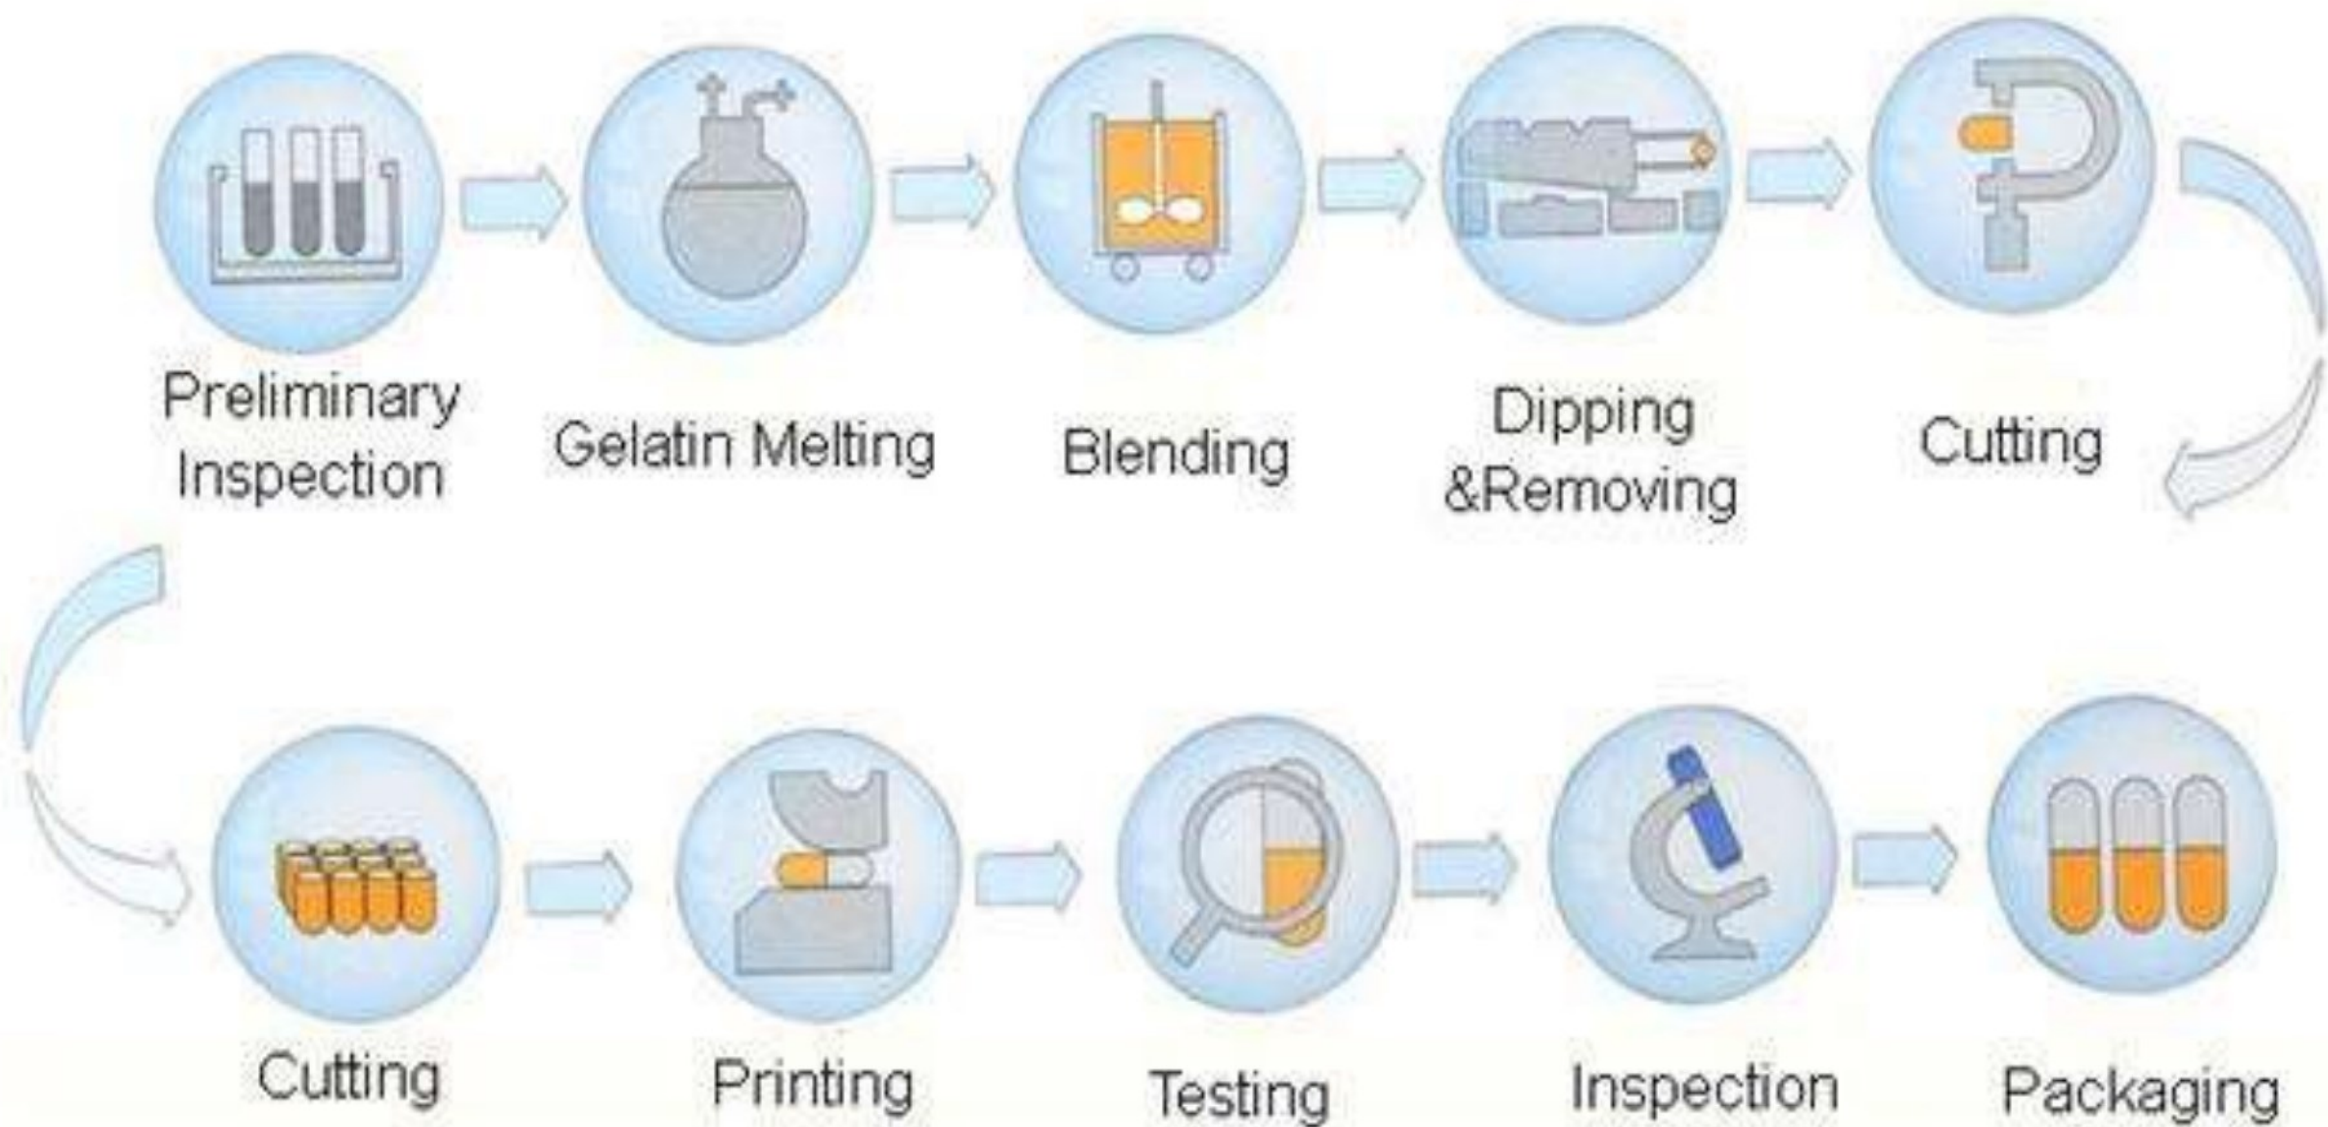 Preliminary
Inspection
Gelatin Melting
Blending
Dipping
&Removing
Cutting
Cutting
Printing
Testing
Inspection
Packaging